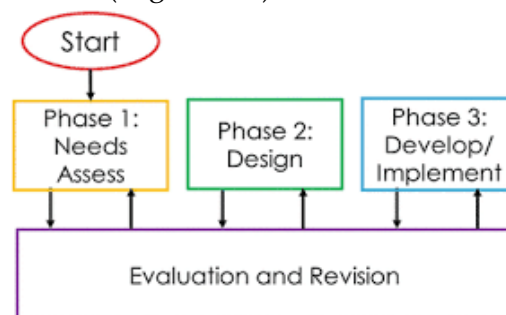 Start
Phase 1:
Needs
Assess
Phase 2:
Design
Phase 3:
Develop/
Implement
Evaluation and Revision